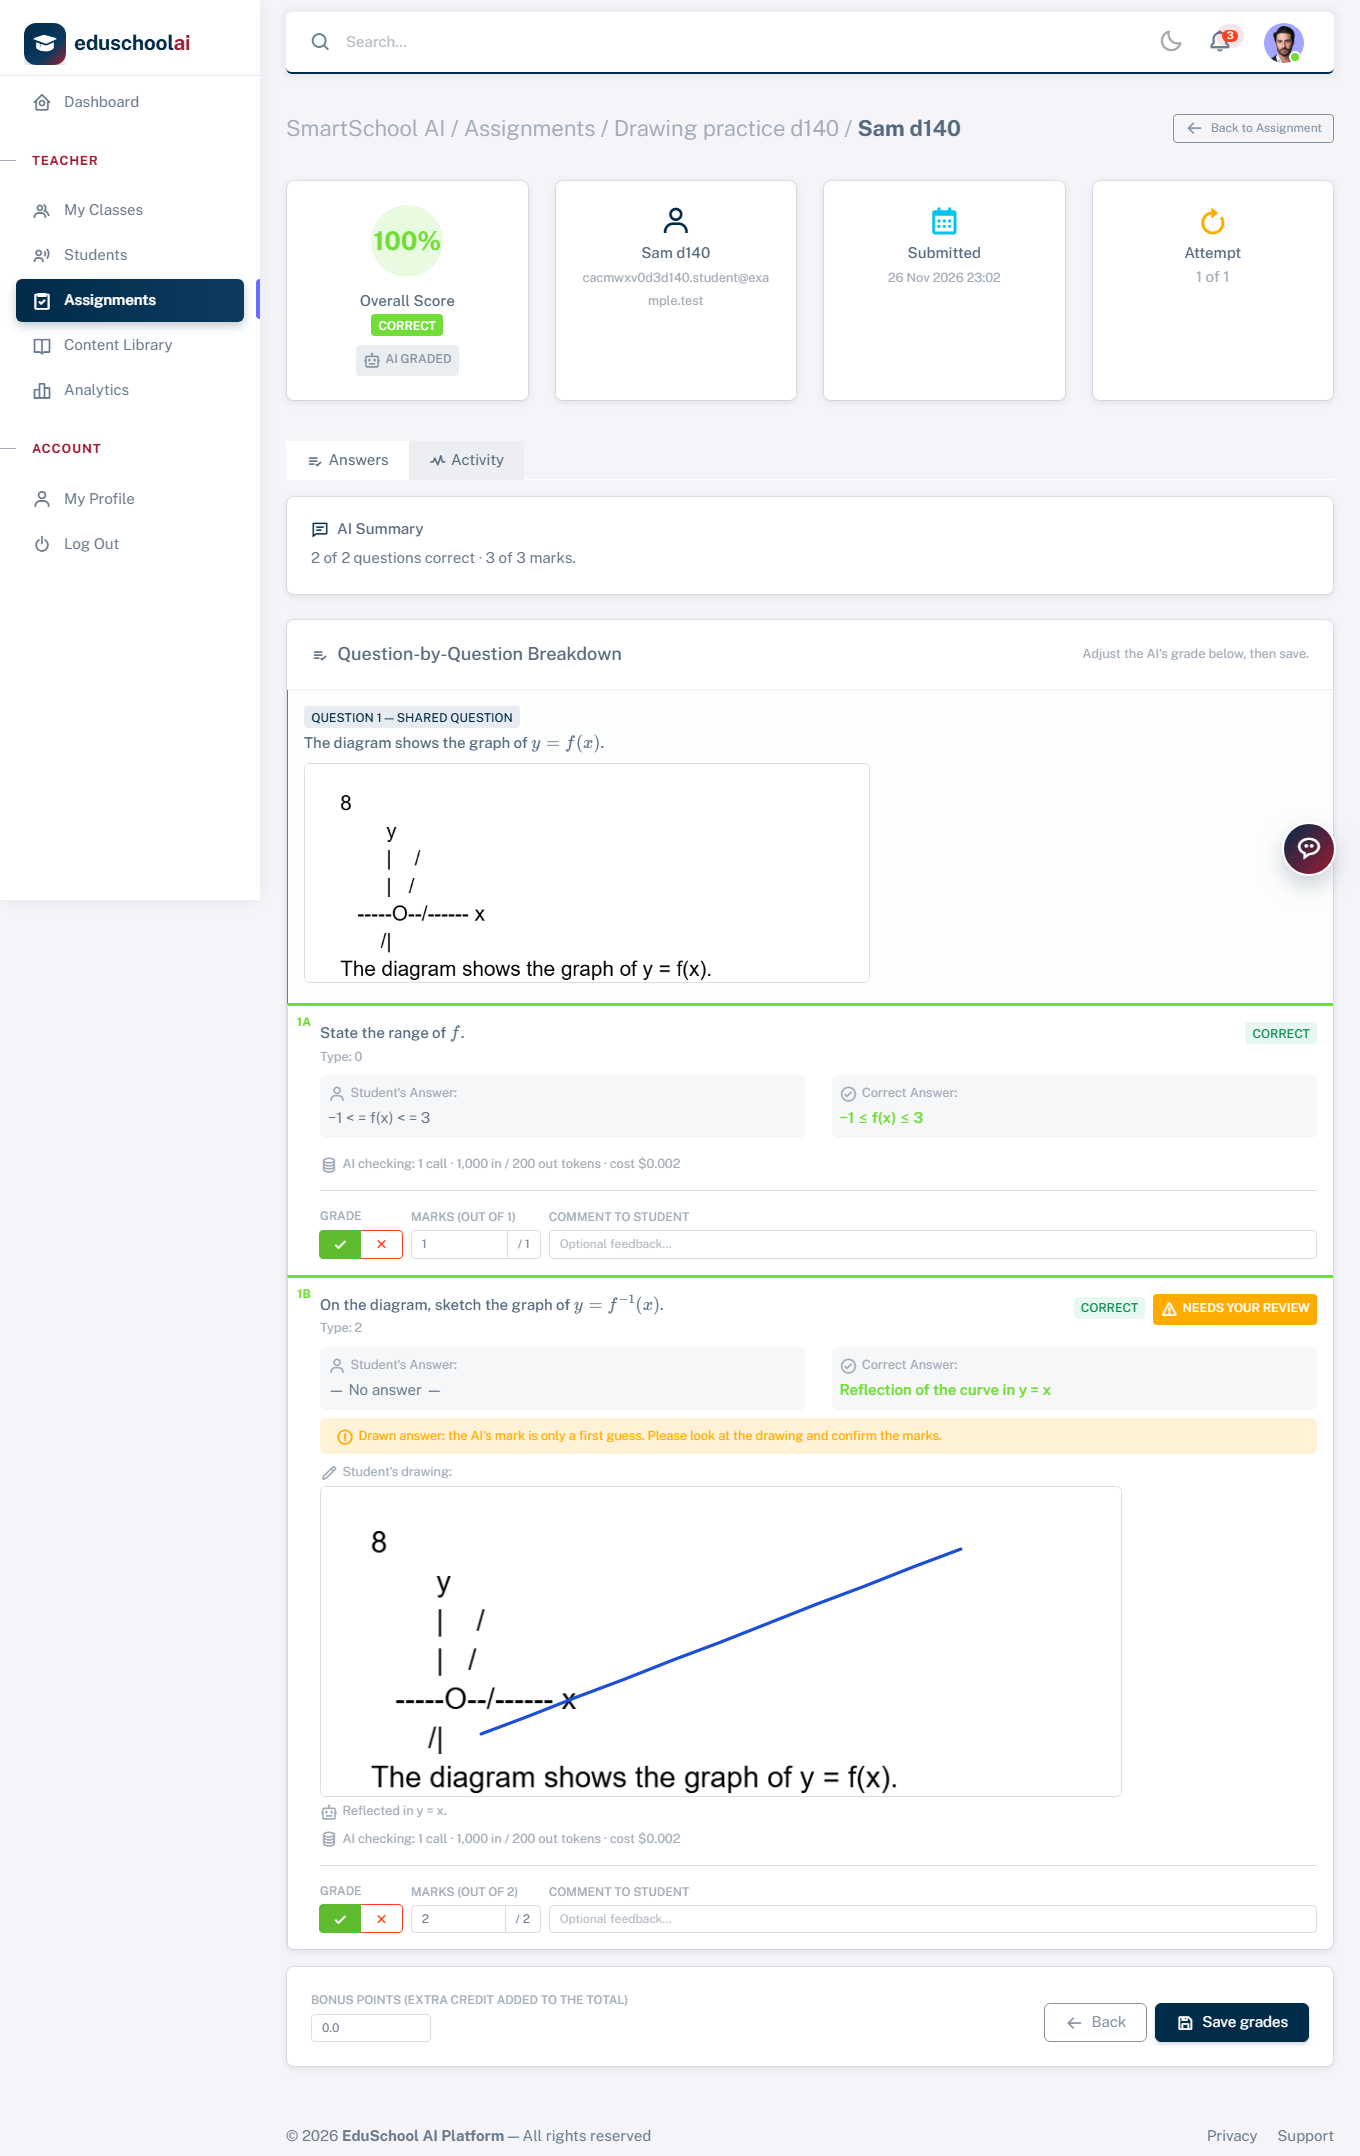 eduschoolai
Search...
3
Dashboard
TEACHER
My Classes
Students
Assignments
Content Library
Analytics
ACCOUNT
My Profile
Log Out
SmartSchool AI / Assignments / Drawing practice d140 / Sam d140
Back to Assignment
100%
Overall Score
CORRECT
AI GRADED
Sam d140
cacmwxv0d3d140.student@exa
mple.test
Submitted
26 Nov 2026 23:02
Attempt
1 of 1
Answers
Activity
AI Summary
2 of 2 questions correct · 3 of 3 marks.
Question-by-Question Breakdown
Adjust the AI's grade below, then save.
QUESTION 1 — SHARED QUESTION
The diagram shows the graph of y = f(x).
8
y
| /
| /
-----O--/------ x
/|
The diagram shows the graph of y = f(x).
1A
State the range of f.
CORRECT
Type: 0
Student's Answer:
−1 < = f(x) < = 3
Correct Answer:
−1 ≤ f(x) ≤ 3
AI checking: 1 call · 1,000 in / 200 out tokens · cost $0.002
GRADE
MARKS (OUT OF 1)
COMMENT TO STUDENT
1
/ 1
Optional feedback...
1B
On the diagram, sketch the graph of y = f⁻¹(x).
CORRECT
NEEDS YOUR REVIEW
Type: 2
Student's Answer:
— No answer —
Correct Answer:
Reflection of the curve in y = x
Drawn answer: the AI's mark is only a first guess. Please look at the drawing and confirm the marks.
Student's drawing:
8
y
| /
| /
-----O--/------ x
/|
The diagram shows the graph of y = f(x).
Reflected in y = x.
AI checking: 1 call · 1,000 in / 200 out tokens · cost $0.002
GRADE
MARKS (OUT OF 2)
COMMENT TO STUDENT
2
/ 2
Optional feedback...
BONUS POINTS (EXTRA CREDIT ADDED TO THE TOTAL)
0.0
Back
Save grades
© 2026 EduSchool AI Platform — All rights reserved
Privacy
Support